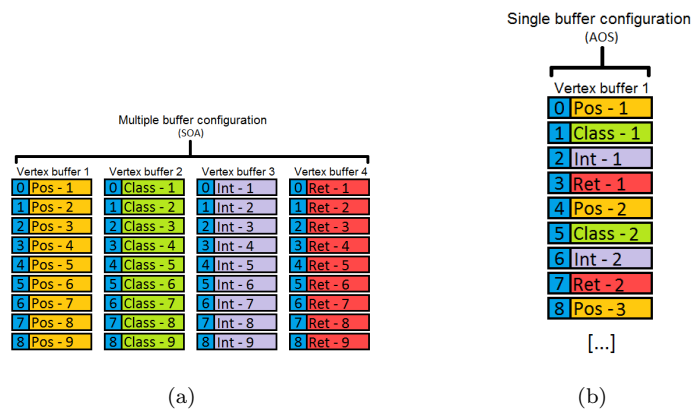 Multiple buffer configuration
(SOA)
Vertex buffer 1 Vertex buffer 2 Vertex buffer 3 Vertex buffer 4
0 Pos - 1 0 Class - 1 0 Int - 1 0 Ret - 1
1 Pos - 2 1 Class - 2 1 Int - 2 1 Ret - 2
2 Pos - 3 2 Class - 3 2 Int - 3 2 Ret - 3
3 Pos - 4 3 Class - 4 3 Int - 4 3 Ret - 4
4 Pos - 5 4 Class - 5 4 Int - 5 4 Ret - 5
5 Pos - 6 5 Class - 6 5 Int - 6 5 Ret - 6
6 Pos - 7 6 Class - 7 6 Int - 7 6 Ret - 7
7 Pos - 8 7 Class - 8 7 Int - 8 7 Ret - 8
8 Pos - 9 8 Class - 9 8 Int - 9 8 Ret - 9
(a)
Single buffer configuration
(AOS)
Vertex buffer 1
0 Pos - 1
1 Class - 1
2 Int - 1
3 Ret - 1
4 Pos - 2
5 Class - 2
6 Int - 2
7 Ret - 2
8 Pos - 3
[...]
(b)